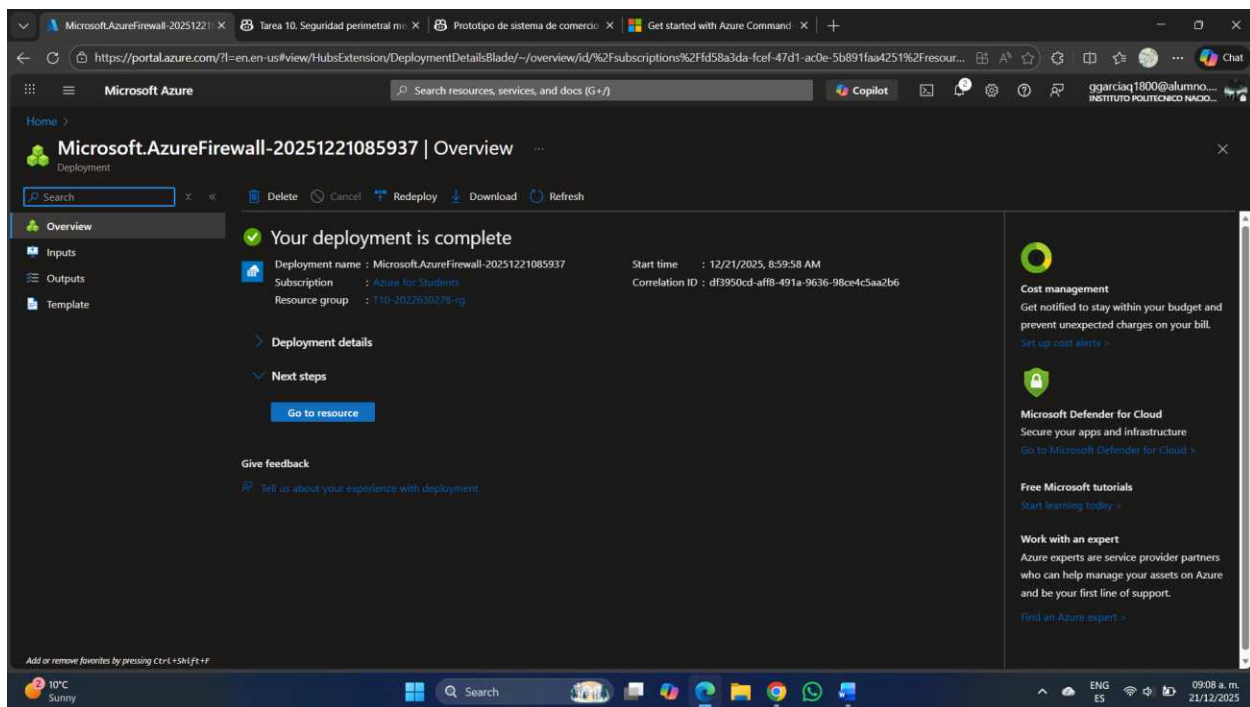 Microsoft.AzureFirewall-20251221
Tarea 10. Seguridad perimetral me
Prototipo de sistema de comercio
Get started with Azure Command-
https://portal.azure.com/?l=en.en-us#view/HubsExtension/DeploymentDetailsBlade/~/overview/id/%2Fsubscriptions%2Ffd58a3da-fcef-47d1-ac0e-5b891faa4251%2Fresour...
Chat
Microsoft Azure
Search resources, services, and docs (G+/)
Copilot
2
ggarciaq1800@alumno....
INSTITUTO POLITECNICO NACIO...
Home >
Microsoft.AzureFirewall-20251221085937 | Overview ...
Deployment
Search
Delete
Cancel
Redeploy
Download
Refresh
Overview
Inputs
Outputs
Template
Your deployment is complete
Deployment name : Microsoft.AzureFirewall-20251221085937
Subscription : Azure for Students
Resource group : T10-2022630278-rg
Start time : 12/21/2025, 8:59:58 AM
Correlation ID : df3950cd-aff8-491a-9636-98ce4c5aa2b6
Deployment details
Next steps
Go to resource
Give feedback
Tell us about your experience with deployment
Cost management
Get notified to stay within your budget and
prevent unexpected charges on your bill.
Set up cost alerts >
Microsoft Defender for Cloud
Secure your apps and infrastructure
Go to Microsoft Defender for Cloud >
Free Microsoft tutorials
Start learning today >
Work with an expert
Azure experts are service provider partners
who can help manage your assets on Azure
and be your first line of support.
Find an Azure expert >
Add or remove favorites by pressing Ctrl+Shift+F
2
10°C
Sunny
Search
ENG
ES
09:08 a. m.
21/12/2025